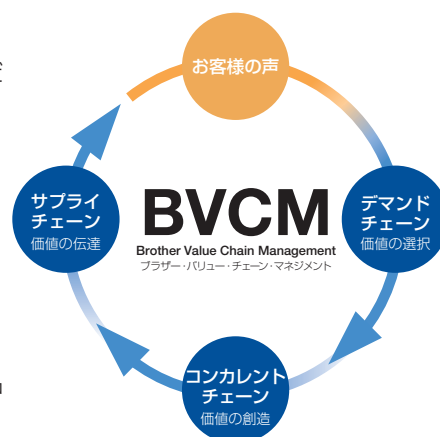 お客様の声
サプライ
チェーン
価値の伝達
BVCM
Brother Value Chain Management
ブラザー・バリュー・チェーン・マネジメント
デマンド
チェーン
価値の選択
コンカレント
チェーン
価値の創造